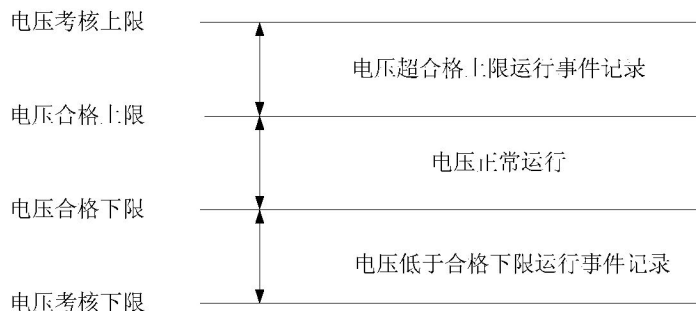 电压考核上限
电压超合格上限运行事件记录
电压合格上限
电压正常运行
电压合格下限
电压低于合格下限运行事件记录
电压考核下限